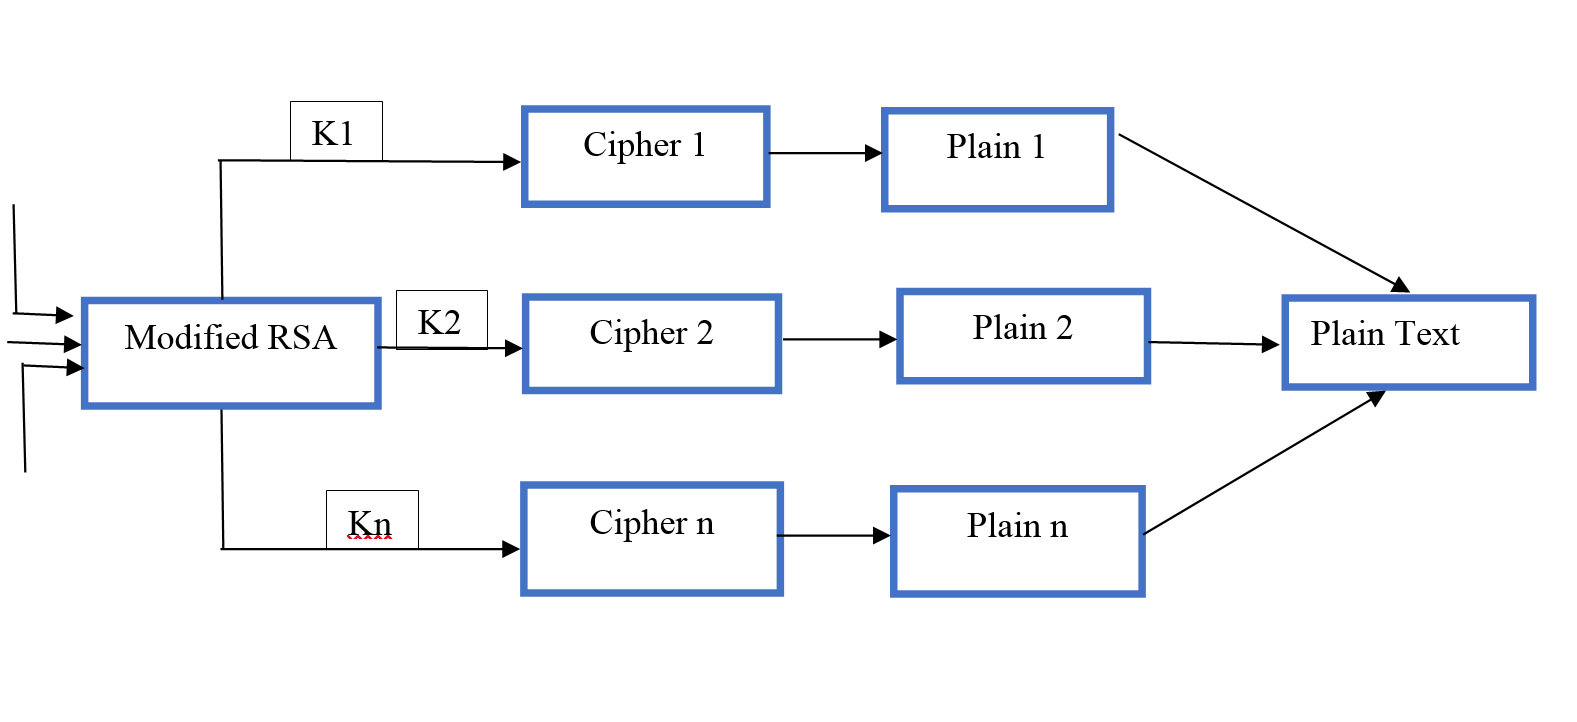 K1
Cipher 1
Plain 1
Modified RSA
K2
Cipher 2
Plain 2
Plain Text
Kn
Cipher n
Plain n